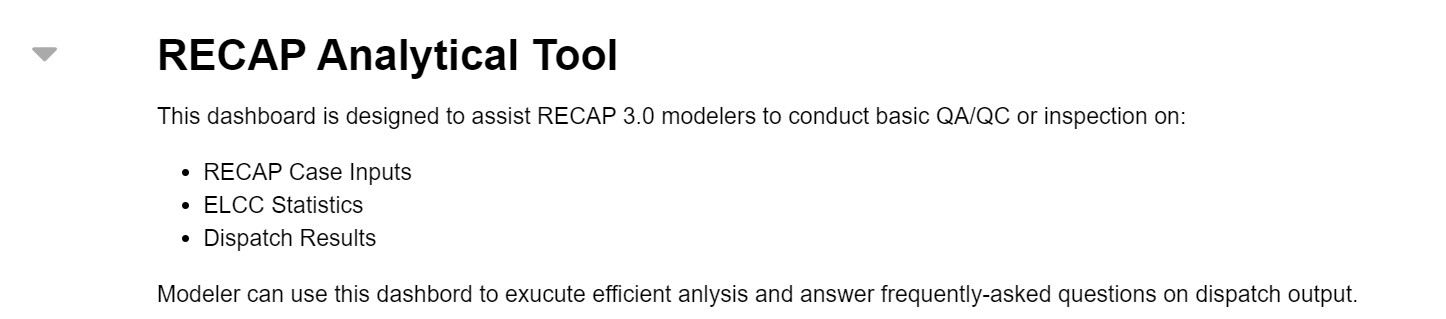 RECAP Analytical Tool
This dashboard is designed to assist RECAP 3.0 modelers to conduct basic QA/QC or inspection on:
• RECAP Case Inputs
• ELCC Statistics
• Dispatch Results
Modeler can use this dashbord to exucute efficient anlysis and answer frequently-asked questions on dispatch output.